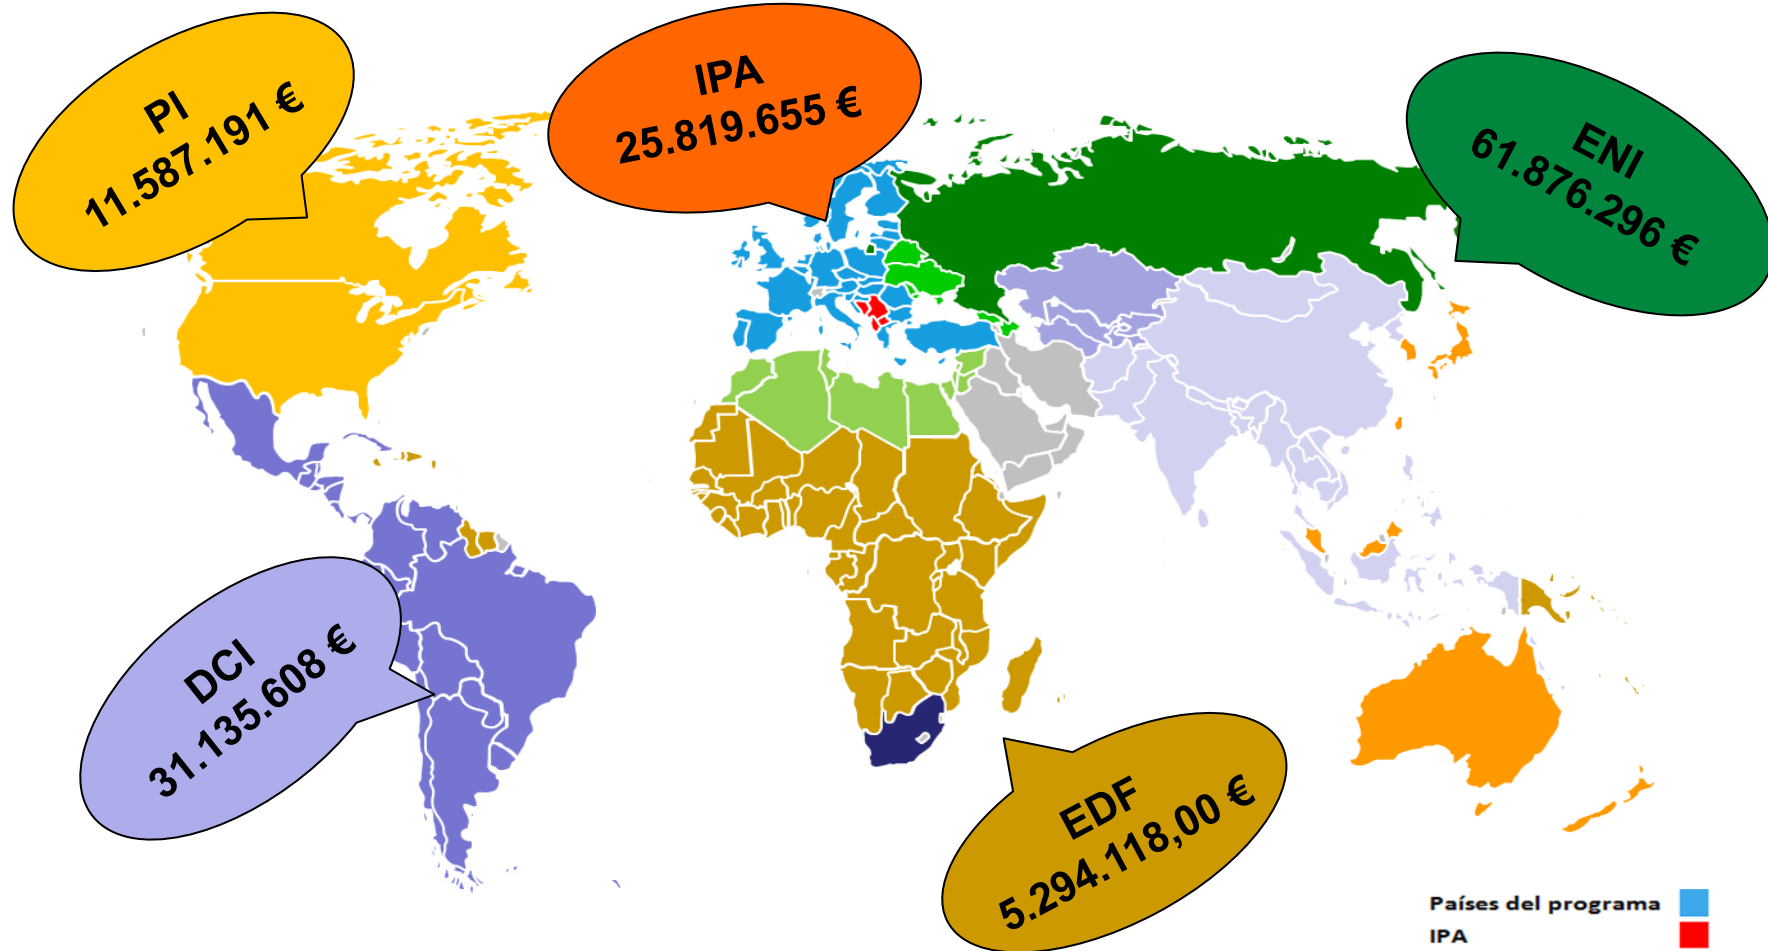 PI
11.587.191 €
IPA
25.819.655 €
ENI
61.876.296 €
DCI
31.135.608 €
EDF
5.294.118,00 €
Países del programa
IPA